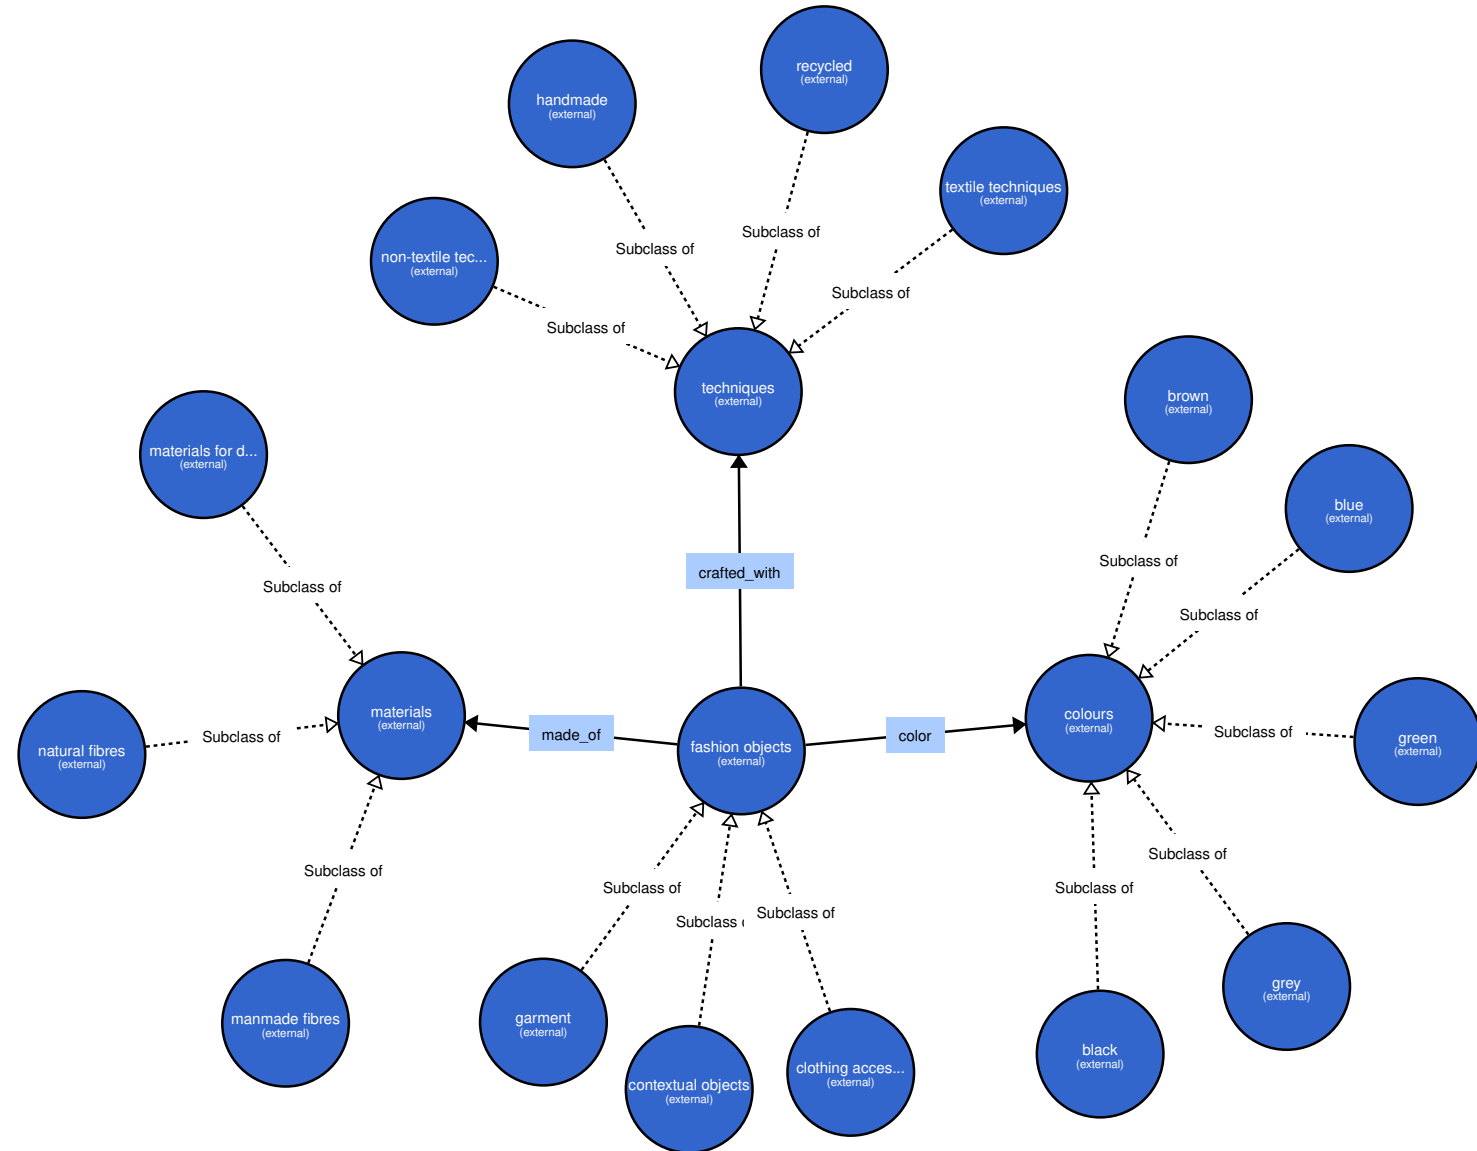 recycled
(external)
handmade
(external)
textile techniques
(external)
Subclass of
Subclass of
non-textile tec...
(external)
Subclass of
Subclass of
techniques
(external)
brown
(external)
materials for d...
(external)
blue
(external)
Subclass of
crafted_with
Subclass of
Subclass of
materials
(external)
colours
(external)
Subclass of
natural fibres
(external)
made_of
fashion objects
(external)
color
Subclass of
green
(external)
Subclass of
Subclass of
Subclass of
Subclass of
Subclass
Subclass of
grey
(external)
manmade fibres
(external)
garment
(external)
black
(external)
contextual objects
(external)
clothing acces...
(external)